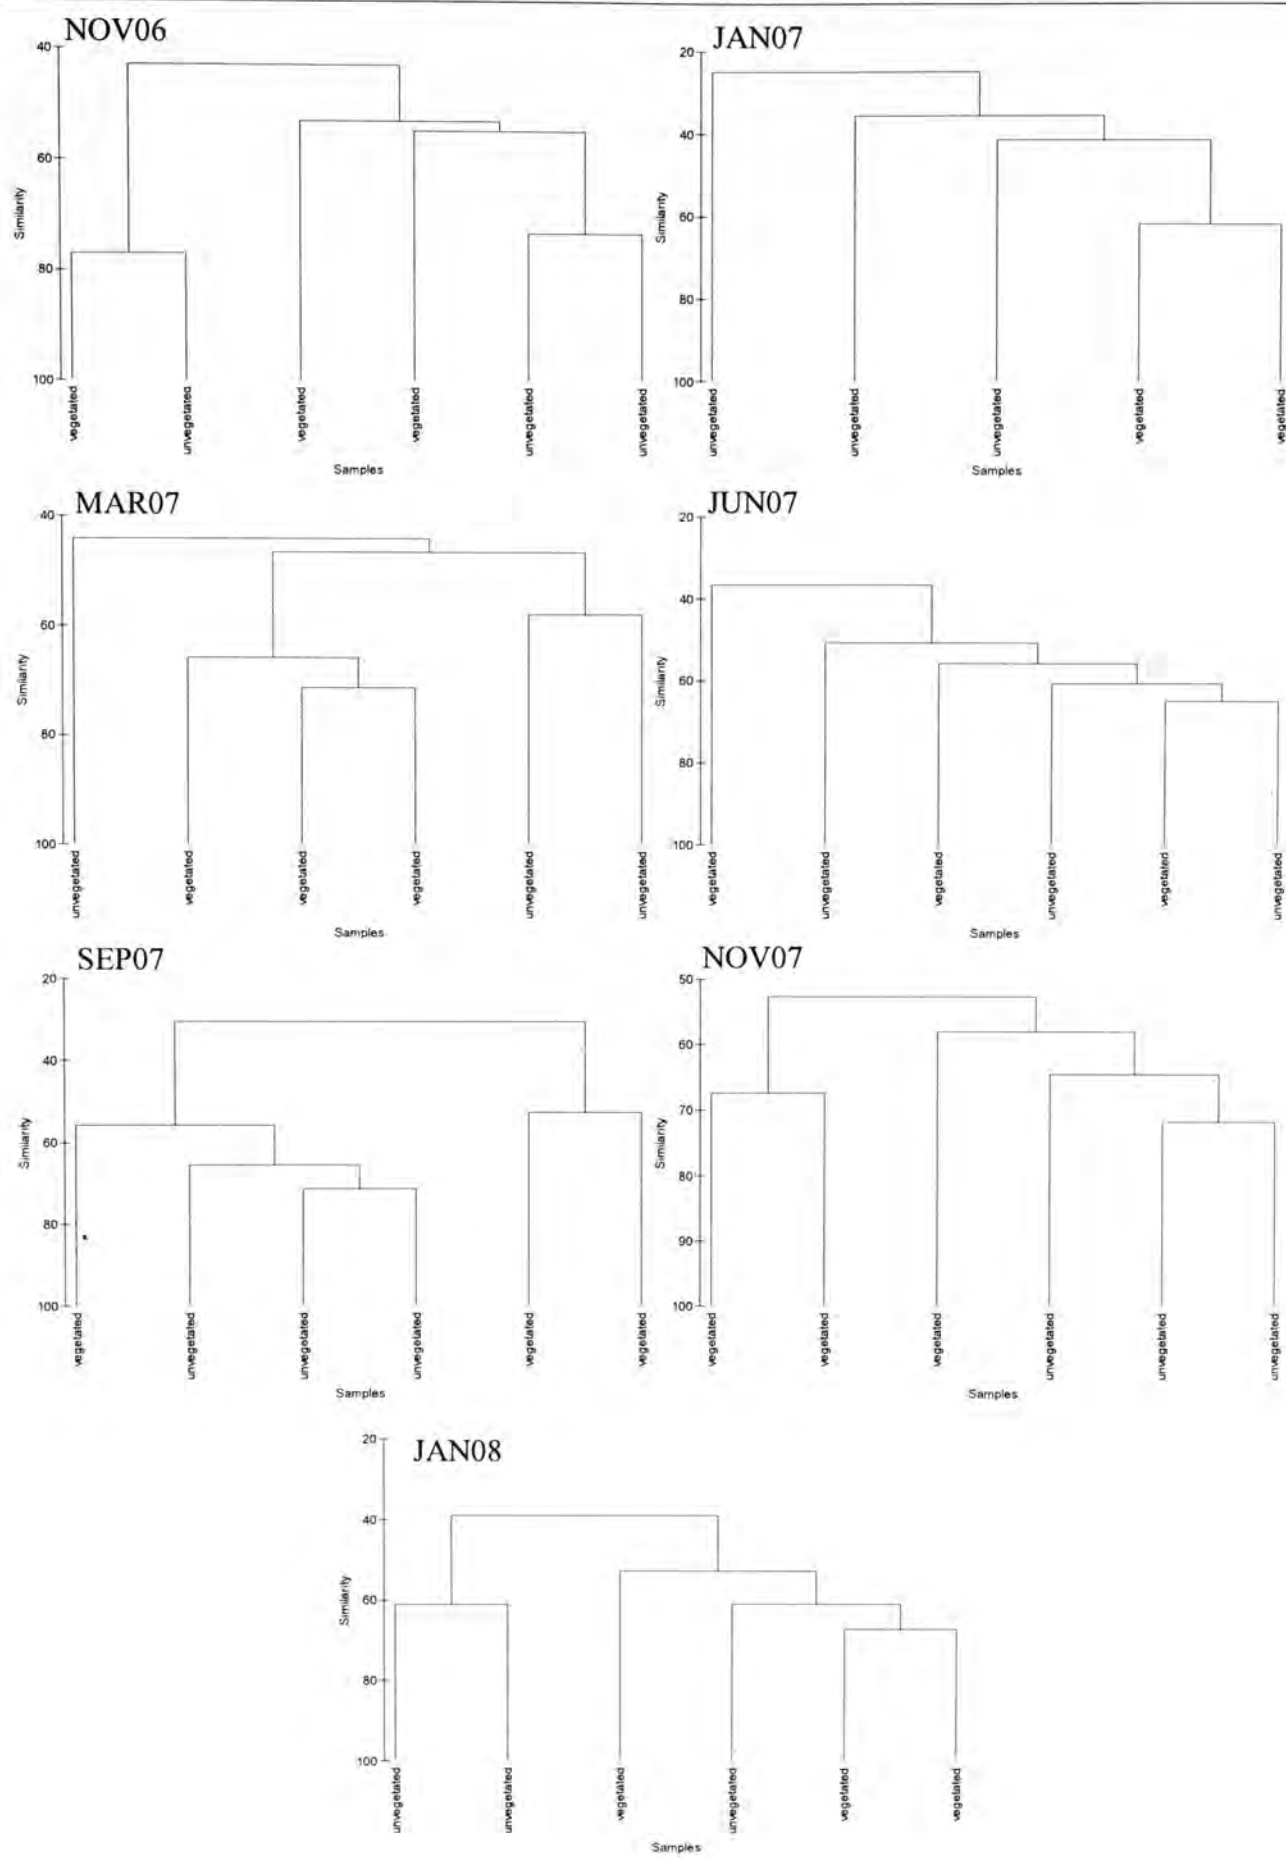 NOV06
40
60
80
100
Similarity
vegetated
unvegetated
vegetated
vegetated
unvegetated
unvegetated
Samples
JAN07
20
40
60
80
100
Similarity
unvegetated
unvegetated
unvegetated
vegetated
vegetated
Samples
MAR07
40
60
80
100
Similarity
unvegetated
vegetated
vegetated
vegetated
unvegetated
unvegetated
Samples
JUN07
20
40
60
80
100
Similarity
vegetated
unvegetated
vegetated
unvegetated
vegetated
unvegetated
Samples
SEP07
20
40
60
80
100
Similarity
vegetated
unvegetated
unvegetated
unvegetated
vegetated
vegetated
Samples
NOV07
50
60
70
80
90
100
Similarity
vegetated
vegetated
vegetated
unvegetated
unvegetated
unvegetated
Samples
JAN08
20
40
60
80
100
Similarity
unvegetated
unvegetated
vegetated
unvegetated
vegetated
vegetated
Samples